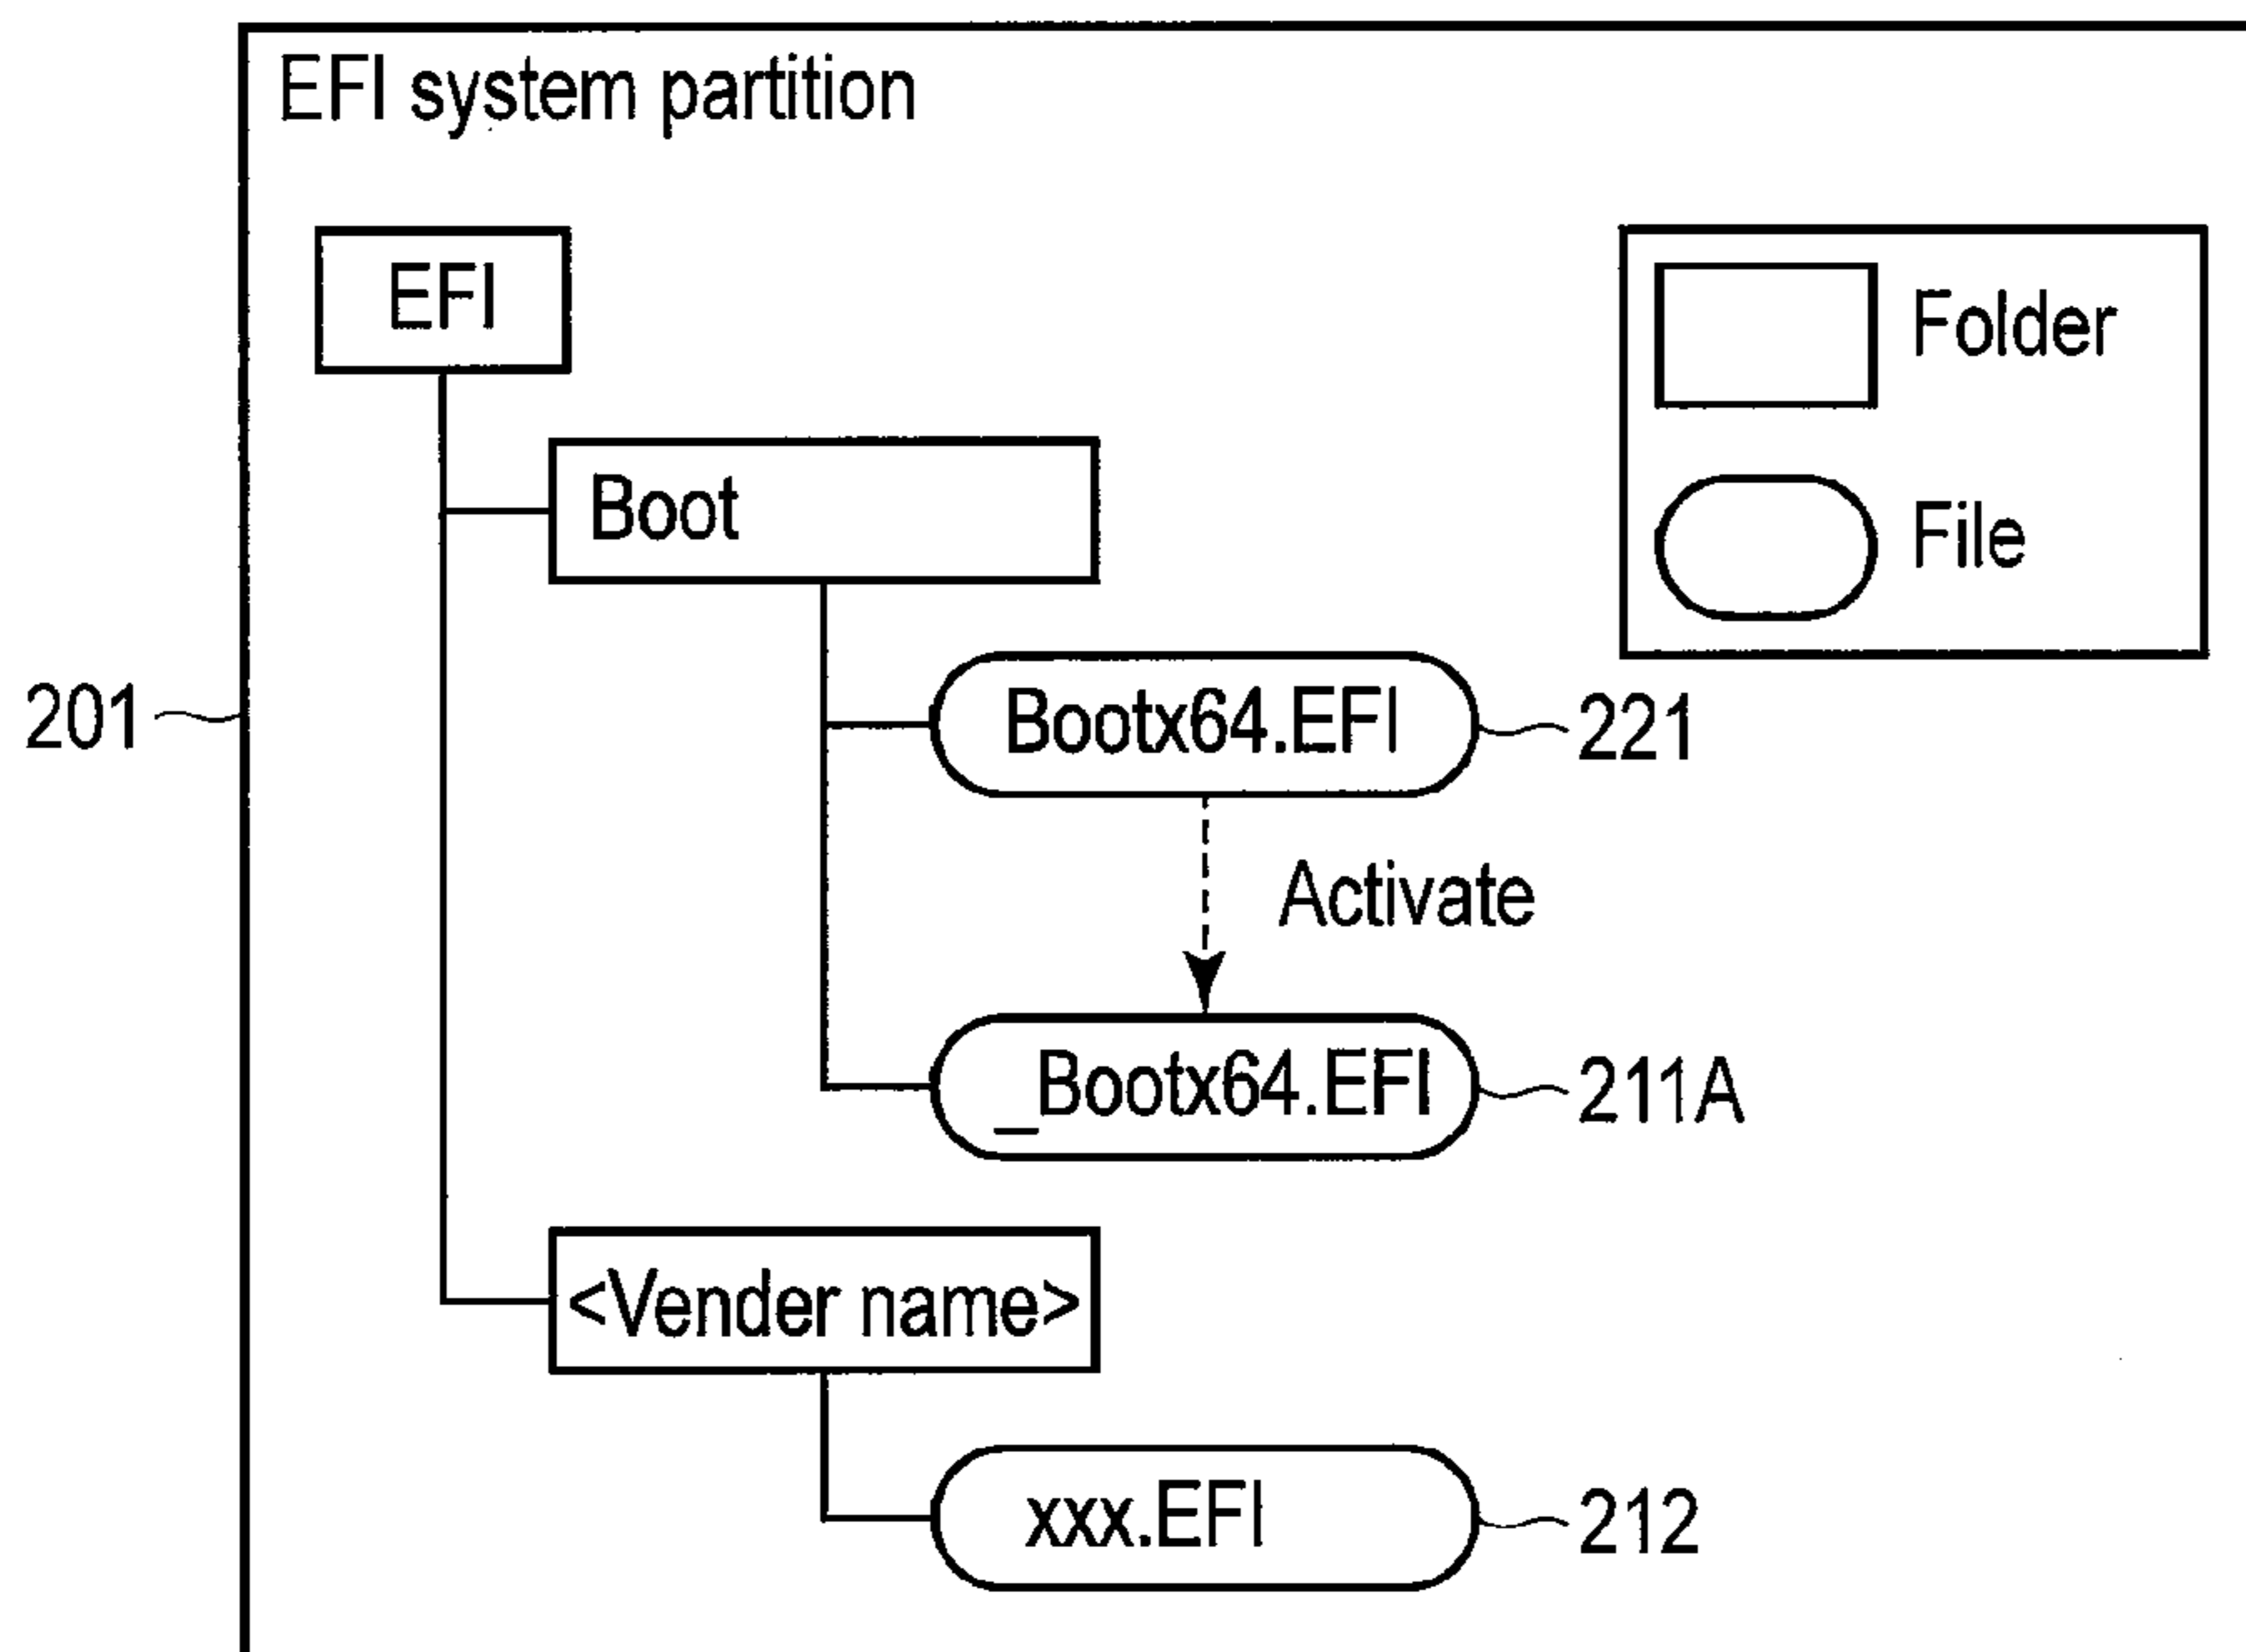 EFI system partition
EFI
Folder
Boot
File
201
Bootx64.EFI
221
Activate
_Bootx64.EFI
211A
<Vender name>
xxx.EFI
212